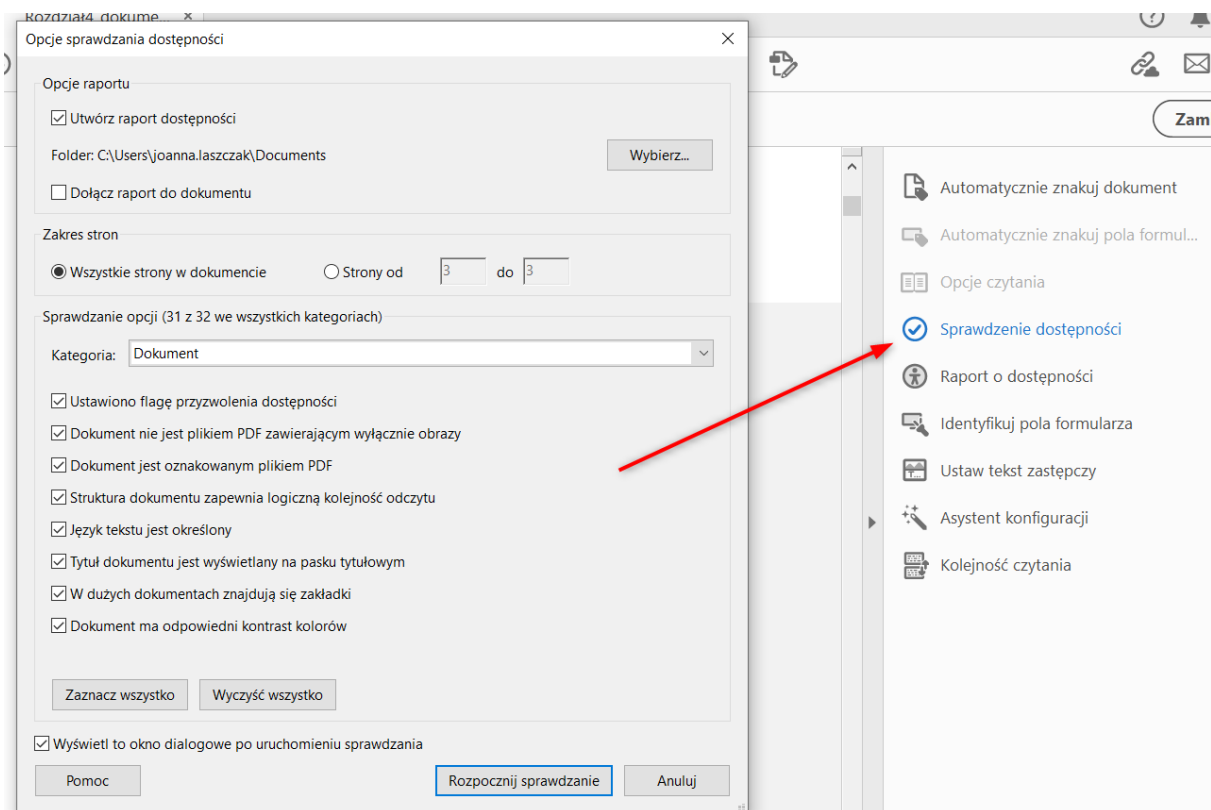 Rozdział4_dokume... ×
Opcje sprawdzania dostępności
Opcje raportu
Utwórz raport dostępności
Folder: C:\Users\joanna.laszczak\Documents
Wybierz...
Dołącz raport do dokumentu
Zakres stron
Wszystkie strony w dokumencie Strony od 3 do 3
Sprawdzanie opcji (31 z 32 we wszystkich kategoriach)
Kategoria: Dokument
Ustawiono flagę przyzwolenia dostępności
Dokument nie jest plikiem PDF zawierającym wyłącznie obrazy
Dokument jest oznakowanym plikiem PDF
Struktura dokumentu zapewnia logiczną kolejność odczytu
Język tekstu jest określony
Tytuł dokumentu jest wyświetlany na pasku tytułowym
W dużych dokumentach znajdują się zakładki
Dokument ma odpowiedni kontrast kolorów
Zaznacz wszystko Wyczyść wszystko
Wyświetl to okno dialogowe po uruchomieniu sprawdzania
Pomoc Rozpocznij sprawdzanie Anuluj
Zam
Automatycznie znakuj dokument
Automatycznie znakuj pola formul...
Opcje czytania
Sprawdzenie dostępności
Raport o dostępności
Identyfikuj pola formularza
Ustaw tekst zastępczy
Asystent konfiguracji
Kolejność czytania